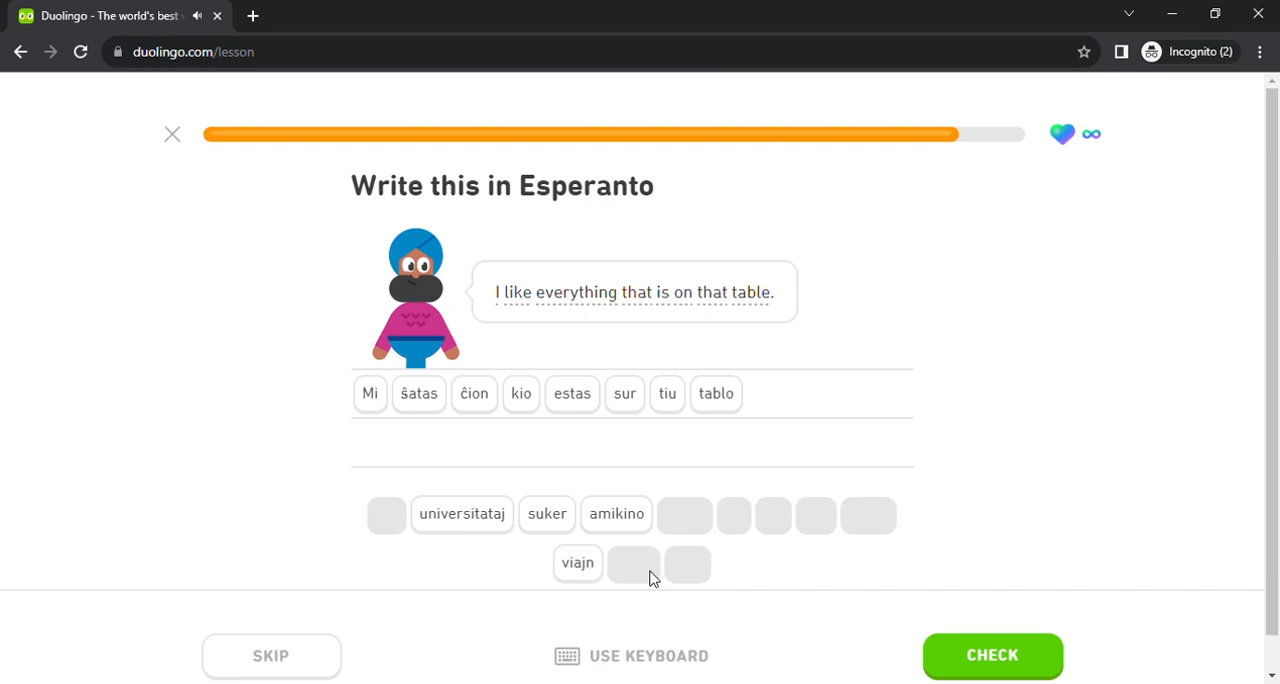 Duolingo - The world's best
duolingo.com/lesson
Incognito (2)
Write this in Esperanto
I like everything that is on that table.
Mi ŝatas ĉion kio estas sur tiu tablo
universitataj suker amikino
viajn
SKIP USE KEYBOARD CHECK